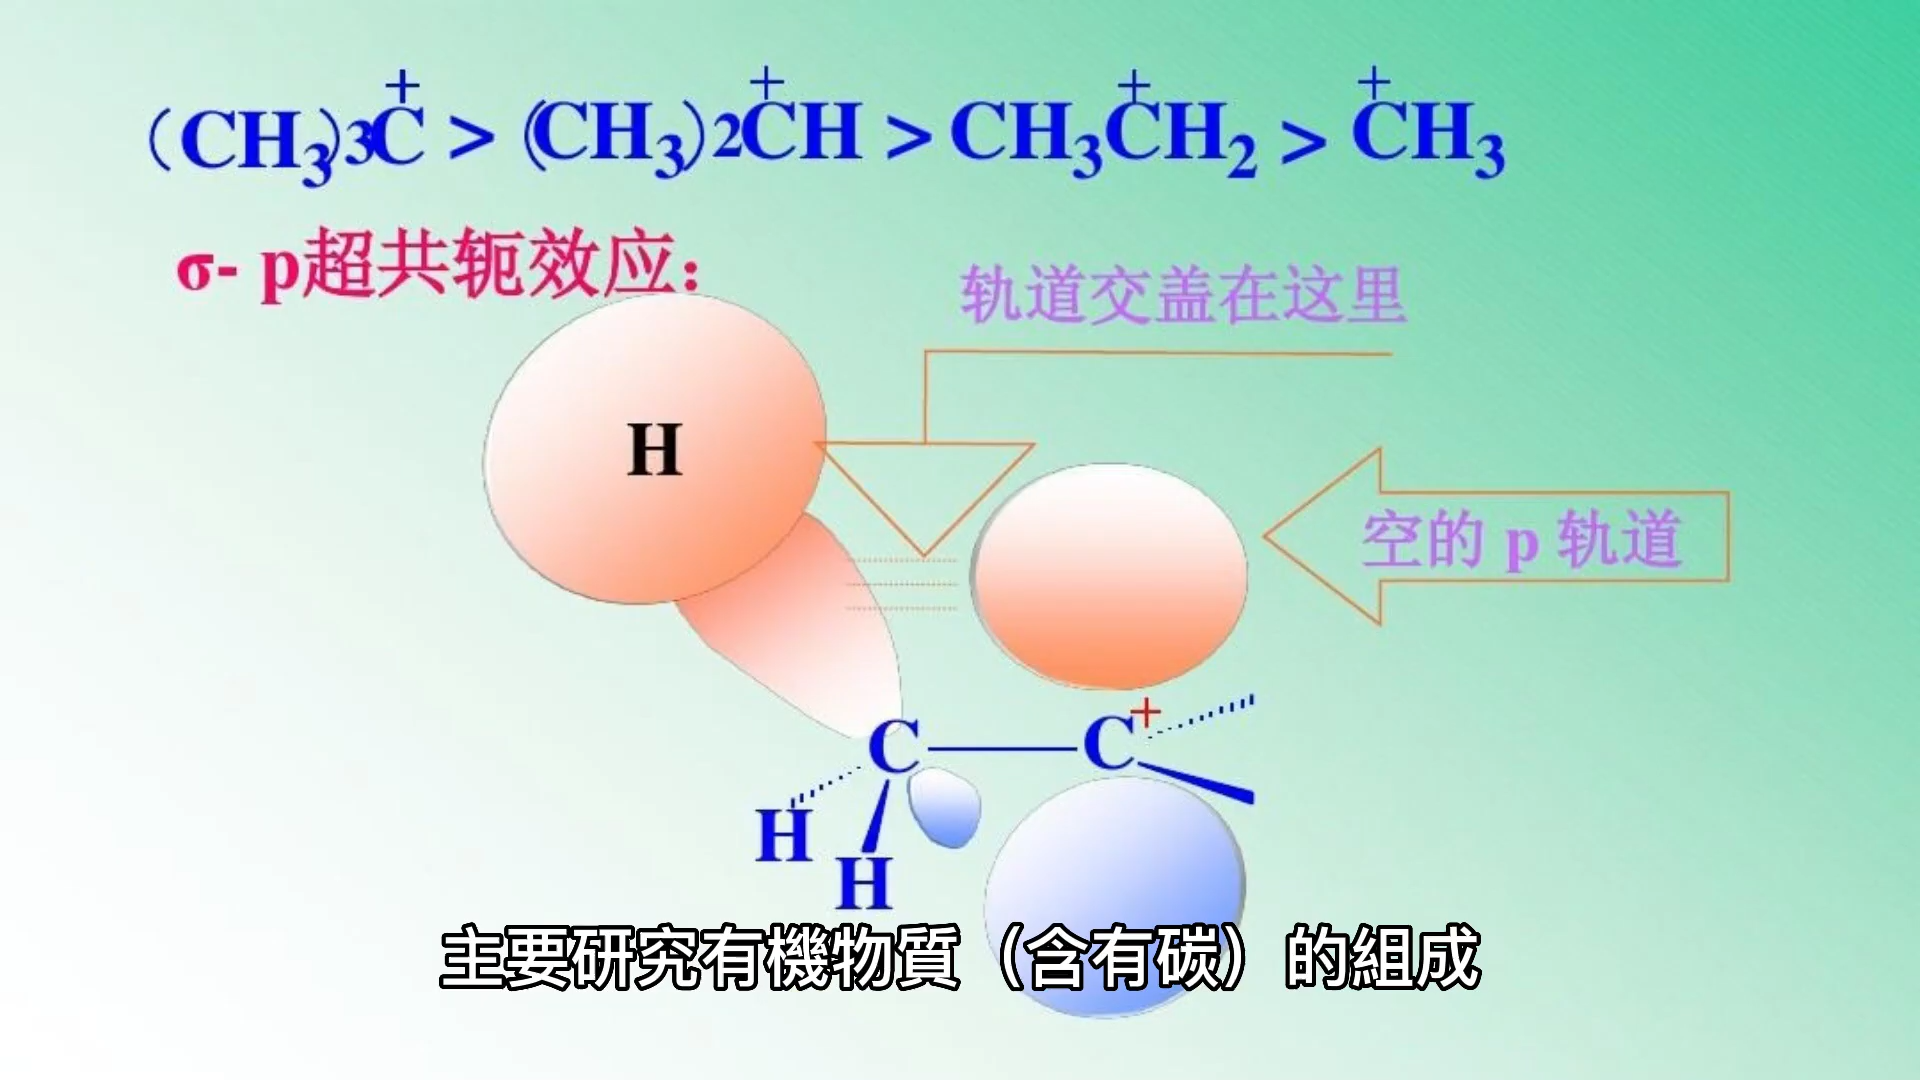 (CH₃)₃C⁺ > (CH₃)₂C⁺H > CH₃C⁺H₂ > C⁺H₃
σ- p超共轭效应：
轨道交盖在这里
H
空的 p 轨道
C — C⁺
H
H
主要研究有機物質（含有碳）的組成